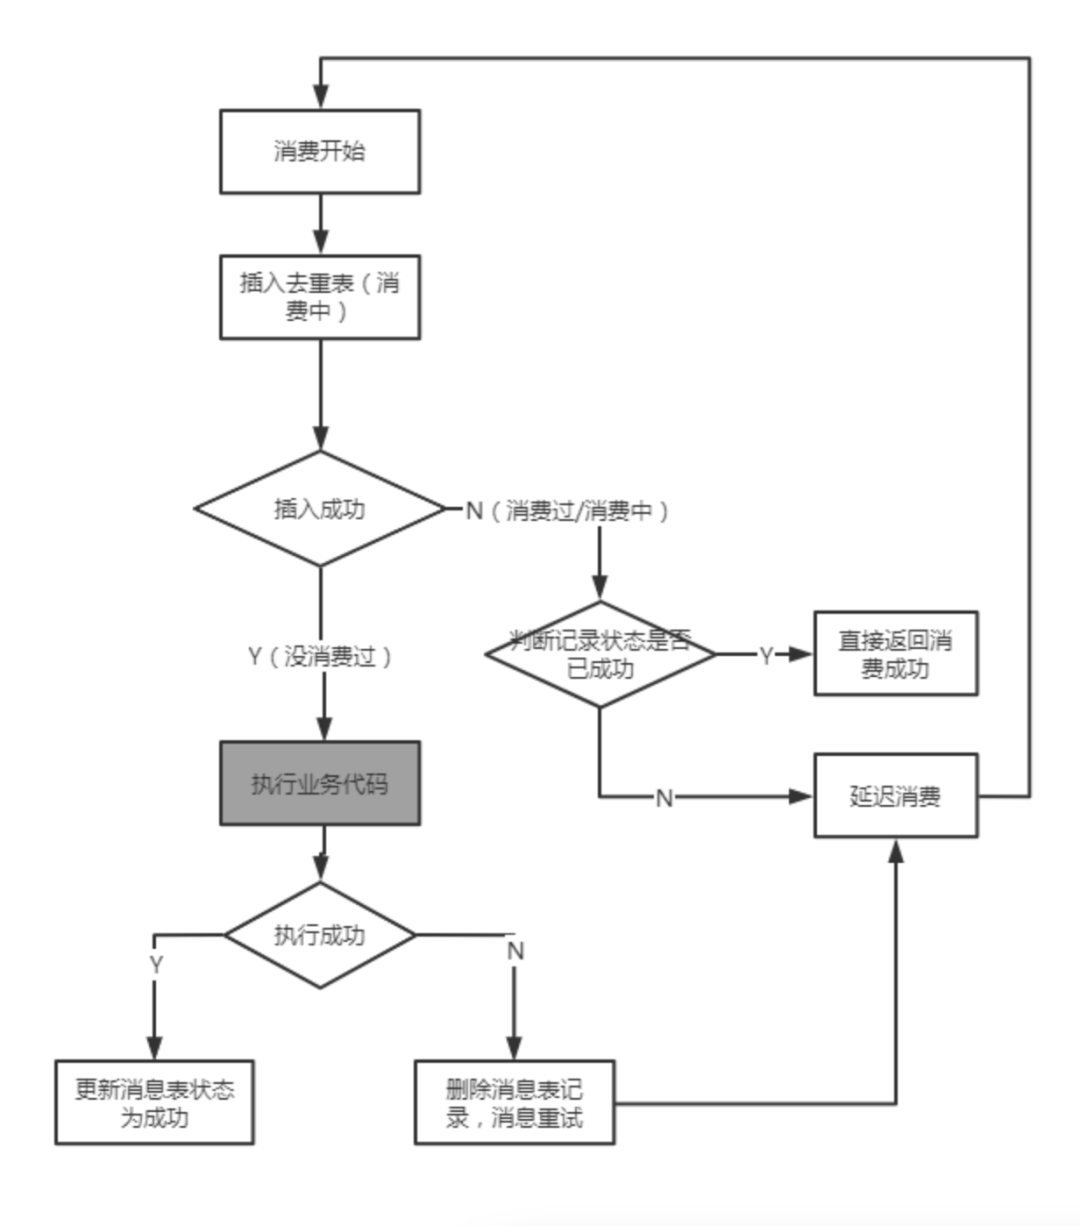 消费开始
插入去重表（消
费中）
插入成功
N（消费过/消费中）
判断记录状态是否
已成功
Y
直接返回消
费成功
Y（没消费过）
执行业务代码
N
延迟消费
执行成功
Y
N
更新消息表状态
为成功
删除消息表记
录，消息重试